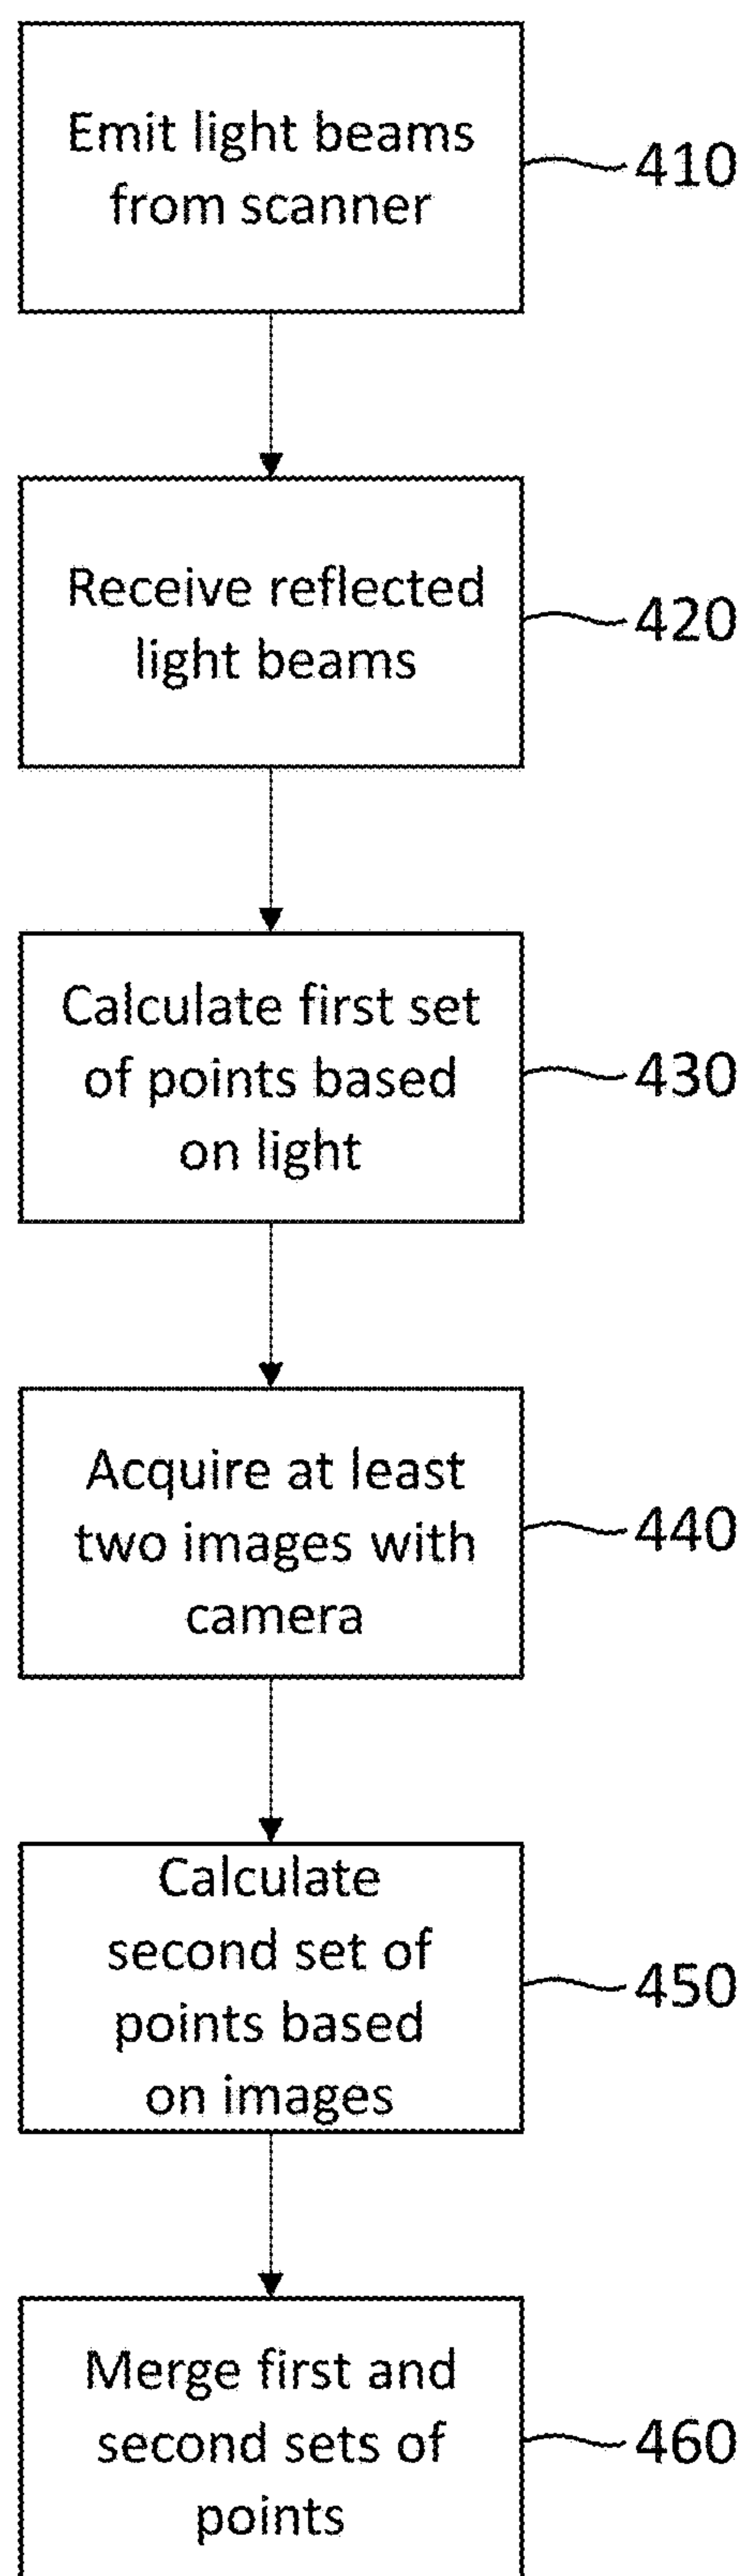 Emit light beams
from scanner
410
Receive reflected
light beams
420
Calculate first set
of points based
on light
430
Acquire at least
two images with
camera
440
Calculate
second set of
points based
on images
450
Merge first and
second sets of
points
460